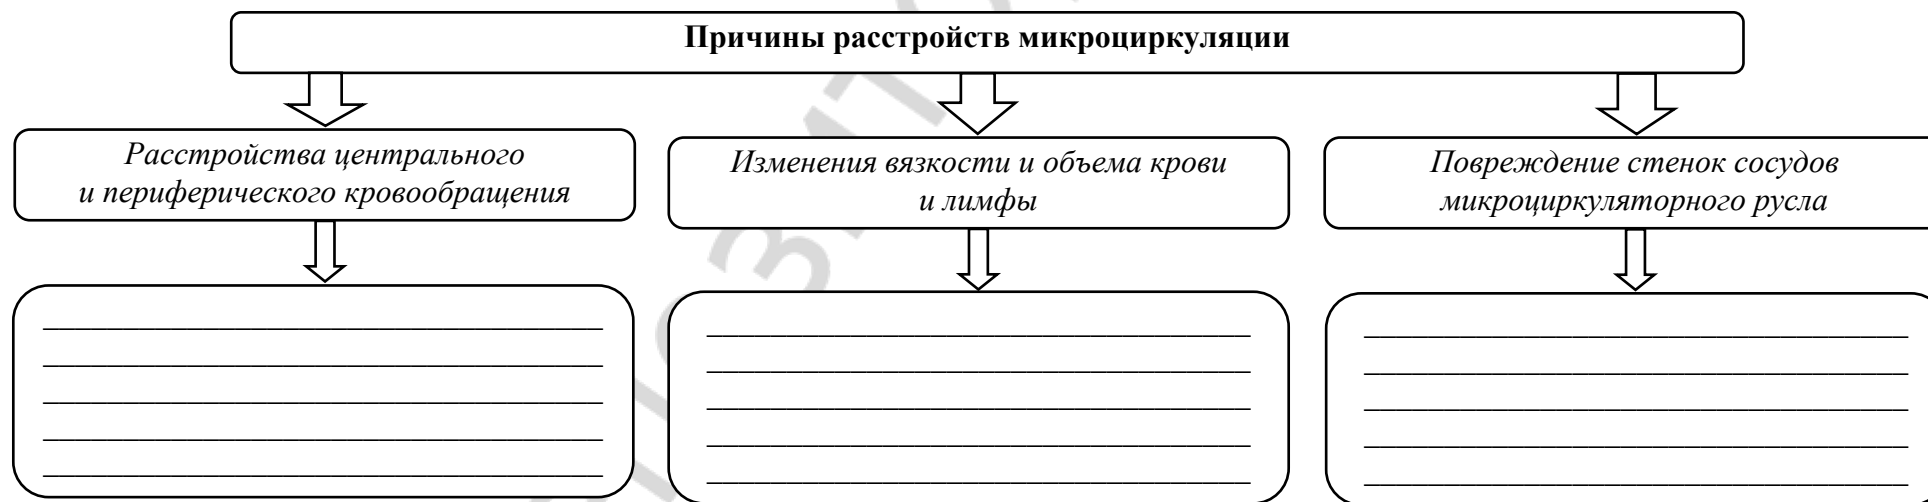 Причины расстройств микроциркуляции
Расстройства центрального
и периферического кровообращения
Изменения вязкости и объема крови
и лимфы
Повреждение стенок сосудов
микроциркуляторного русла